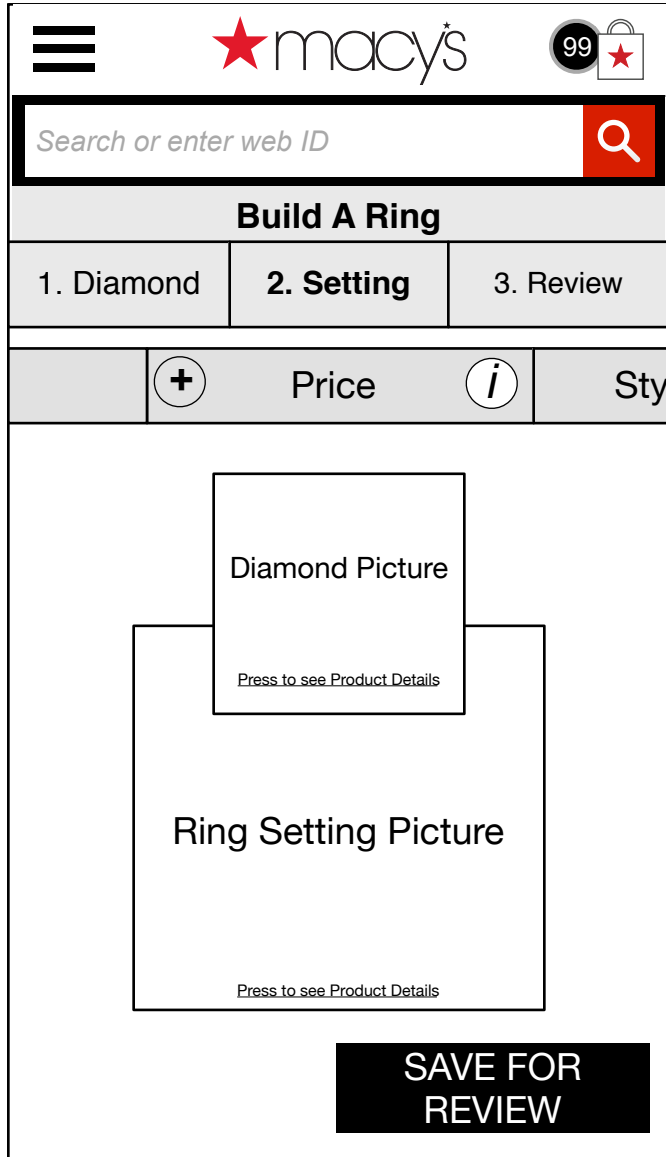 macy's
99
Search or enter web ID
Build A Ring
1. Diamond
2. Setting
3. Review
+
Price
i
Sty
Diamond Picture
Press to see Product Details
Ring Setting Picture
Press to see Product Details
SAVE FOR
REVIEW